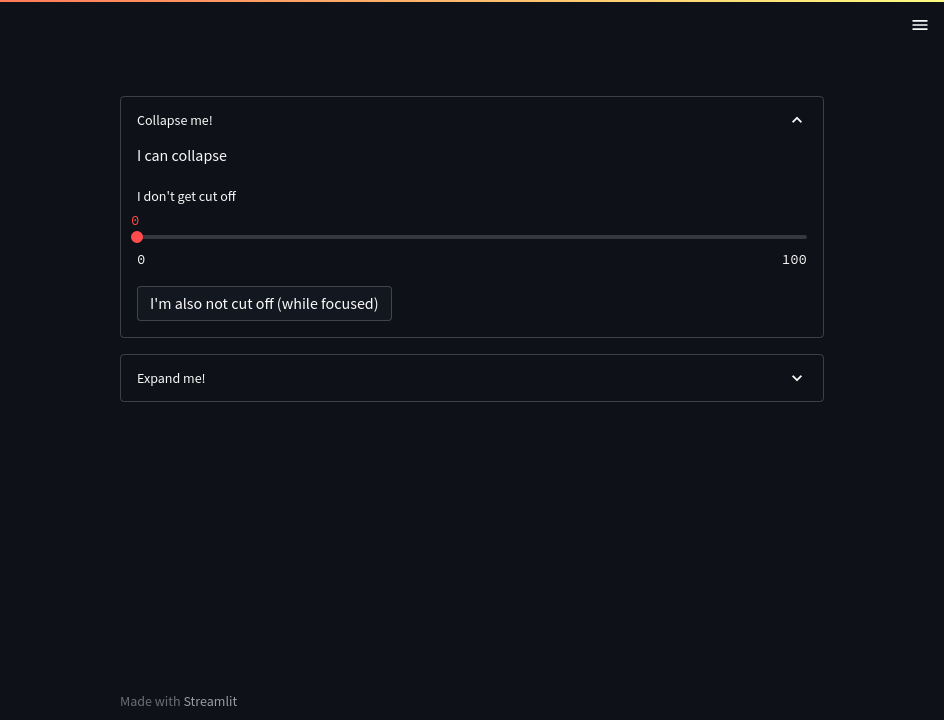 Collapse me!
I can collapse
I don't get cut off
0
0 100
I'm also not cut off (while focused)
Expand me!
Made with Streamlit